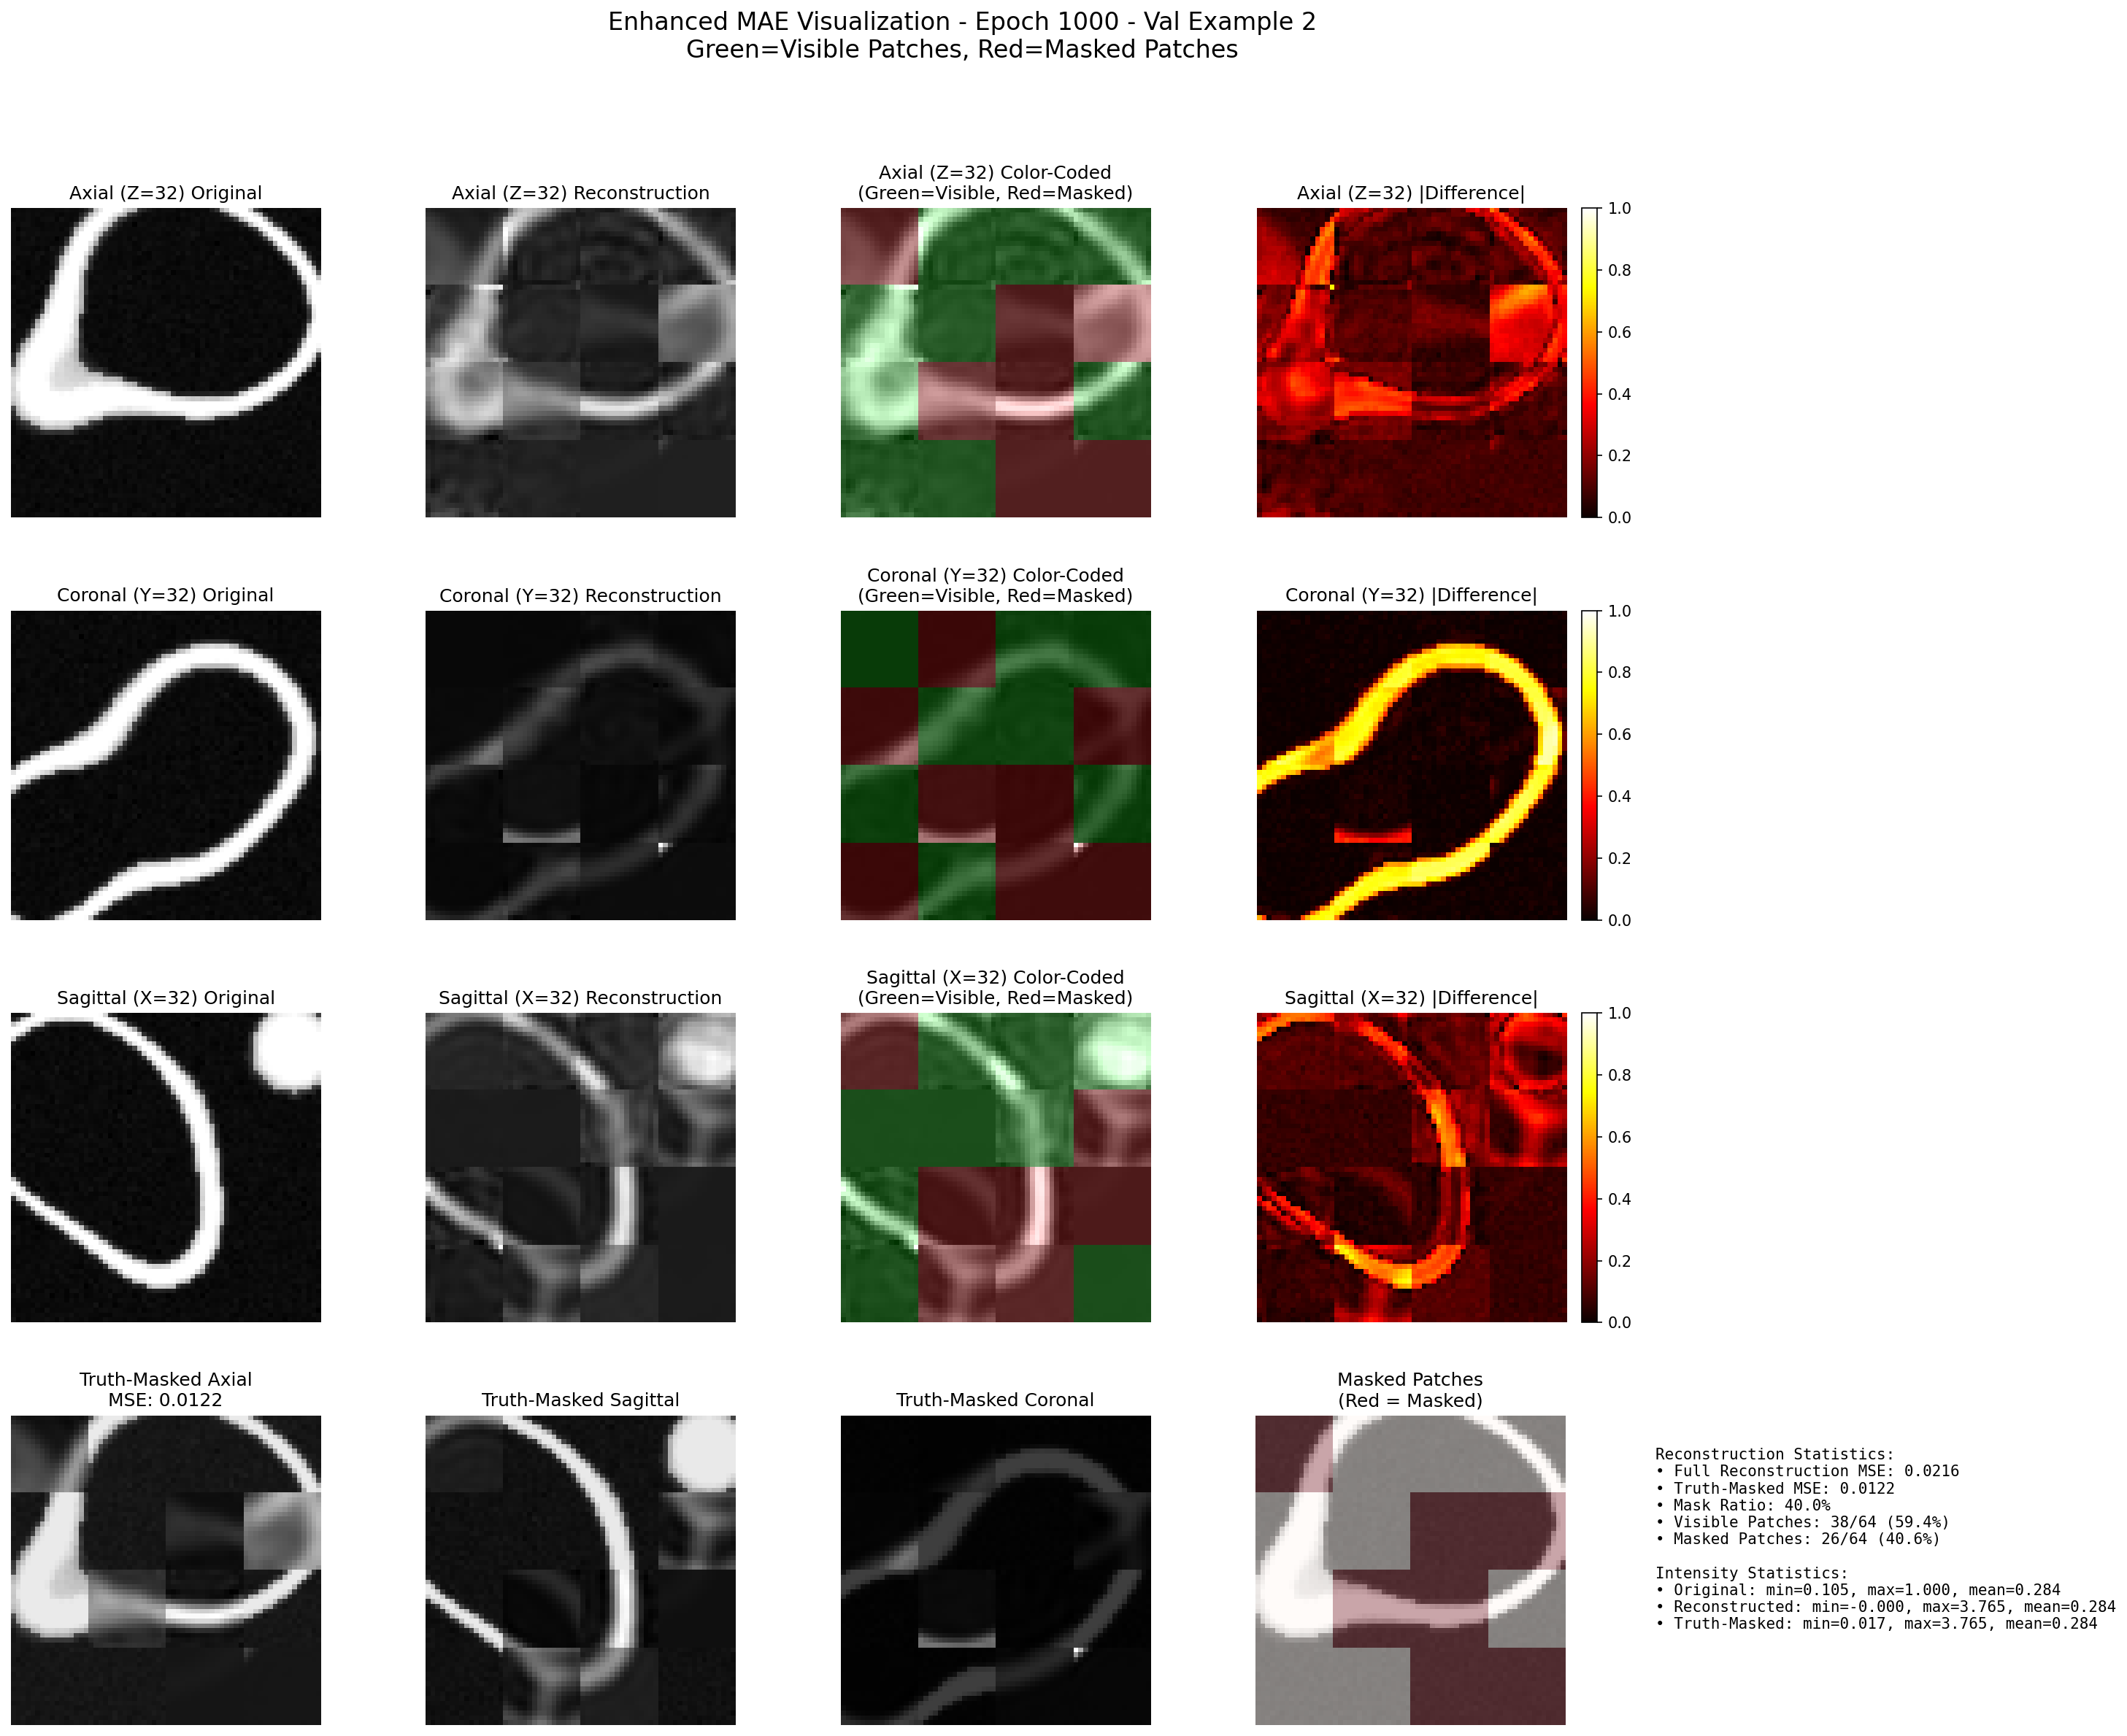 Enhanced MAE Visualization - Epoch 1000 - Val Example 2
Green=Visible Patches, Red=Masked Patches
Axial (Z=32) Original
Axial (Z=32) Reconstruction
Axial (Z=32) Color-Coded
(Green=Visible, Red=Masked)
Axial (Z=32) |Difference|
1.0
0.8
0.6
0.4
0.2
0.0
Coronal (Y=32) Original
Coronal (Y=32) Reconstruction
Coronal (Y=32) Color-Coded
(Green=Visible, Red=Masked)
Coronal (Y=32) |Difference|
1.0
0.8
0.6
0.4
0.2
0.0
Sagittal (X=32) Original
Sagittal (X=32) Reconstruction
Sagittal (X=32) Color-Coded
(Green=Visible, Red=Masked)
Sagittal (X=32) |Difference|
1.0
0.8
0.6
0.4
0.2
0.0
Truth-Masked Axial
MSE: 0.0122
Truth-Masked Sagittal
Truth-Masked Coronal
Masked Patches
(Red = Masked)
Reconstruction Statistics:
• Full Reconstruction MSE: 0.0216
• Truth-Masked MSE: 0.0122
• Mask Ratio: 40.0%
• Visible Patches: 38/64 (59.4%)
• Masked Patches: 26/64 (40.6%)
Intensity Statistics:
• Original: min=0.105, max=1.000, mean=0.284
• Reconstructed: min=-0.000, max=3.765, mean=0.284
• Truth-Masked: min=0.017, max=3.765, mean=0.284